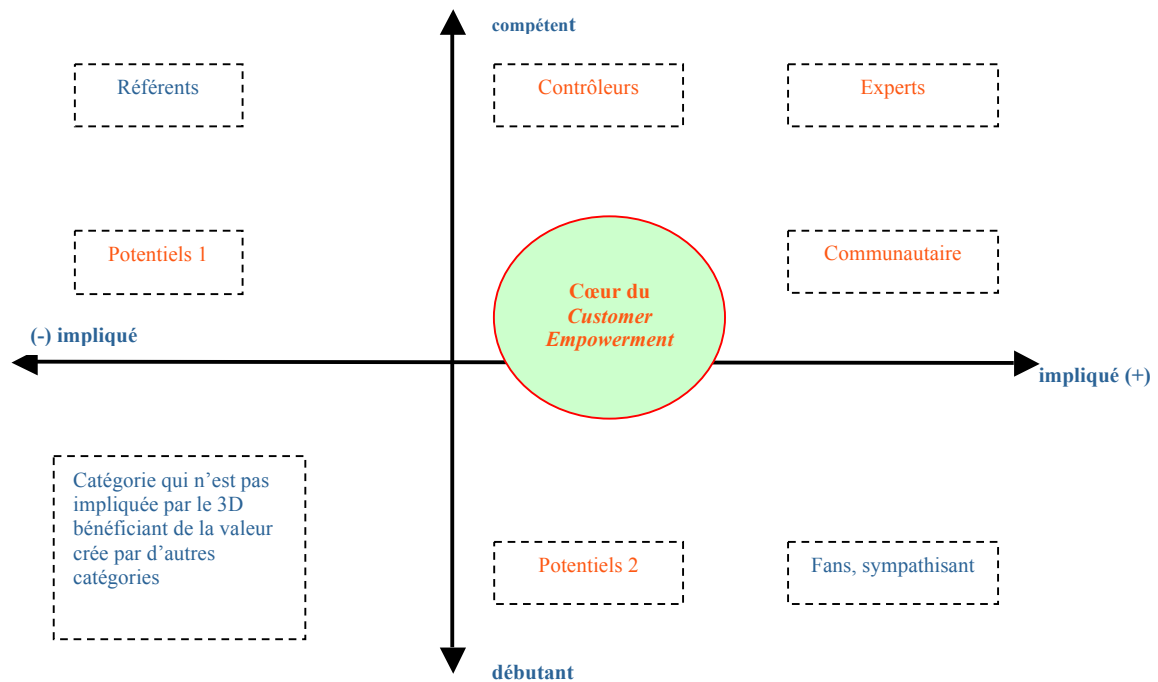 compétent
Référents
Contrôleurs
Experts
Potentiels 1
Communautaire
Cœur du
Customer
Empowerment
(-) impliqué
impliqué (+)
Catégorie qui n’est pas
impliquée par le 3D
bénéficiant de la valeur
crée par d’autres
catégories
Potentiels 2
Fans, sympathisant
débutant